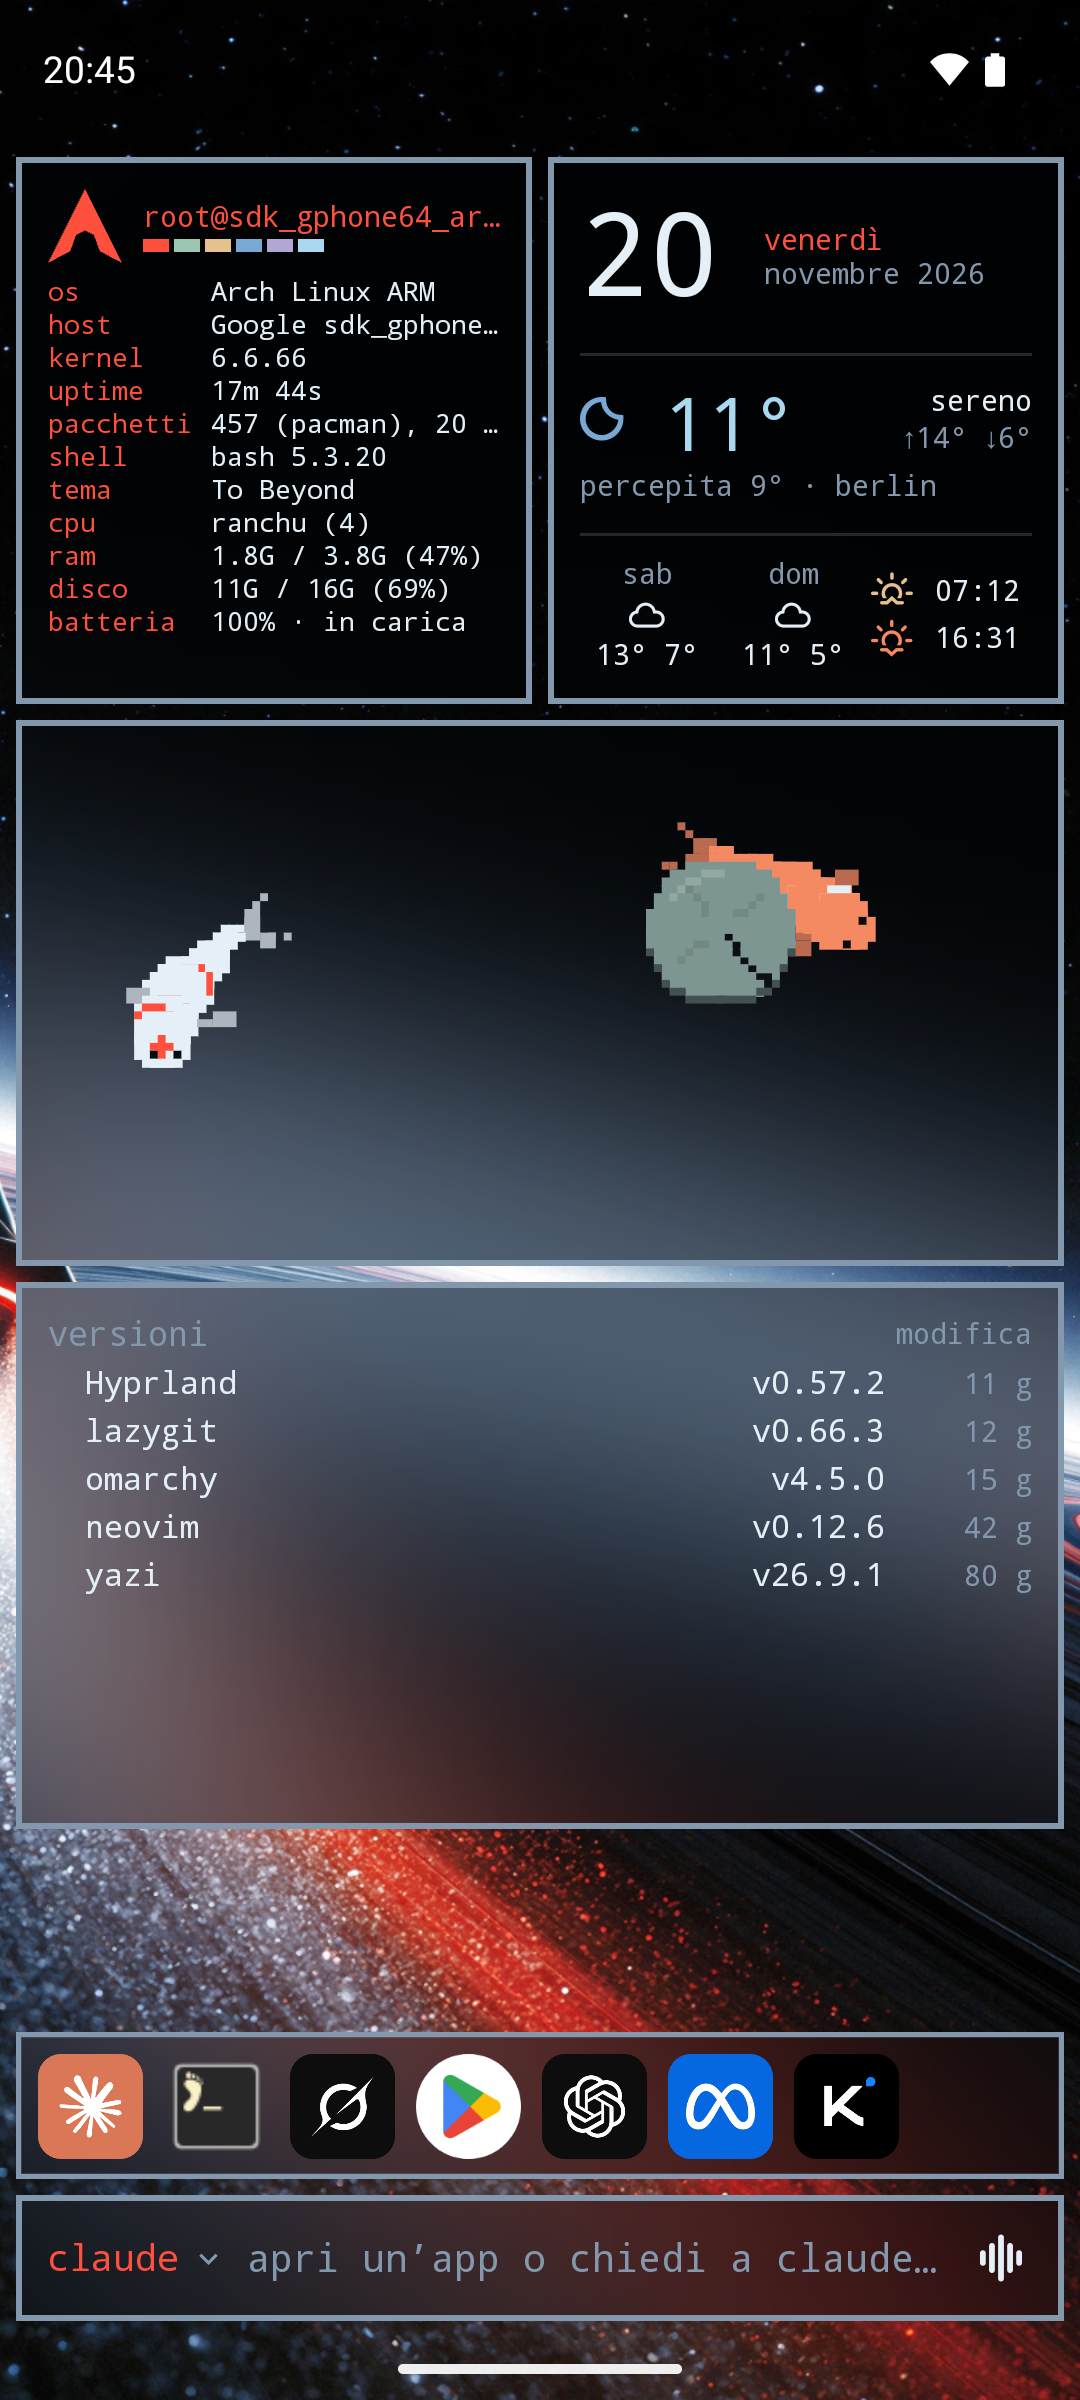 20:45
root@sdk_gphone64_ar…
os Arch Linux ARM
host Google sdk_gphone…
kernel 6.6.66
uptime 17m 44s
pacchetti 457 (pacman), 20 …
shell bash 5.3.20
tema To Beyond
cpu ranchu (4)
ram 1.8G / 3.8G (47%)
disco 11G / 16G (69%)
batteria 100% · in carica
20
venerdì
novembre 2026
11°
sereno
↑14° ↓6°
percepita 9° · berlin
sab dom
13° 7° 11° 5°
07:12
16:31
versioni modifica
Hyprland v0.57.2 11 g
lazygit v0.66.3 12 g
omarchy v4.5.0 15 g
neovim v0.12.6 42 g
yazi v26.9.1 80 g
claude apri un’app o chiedi a claude…